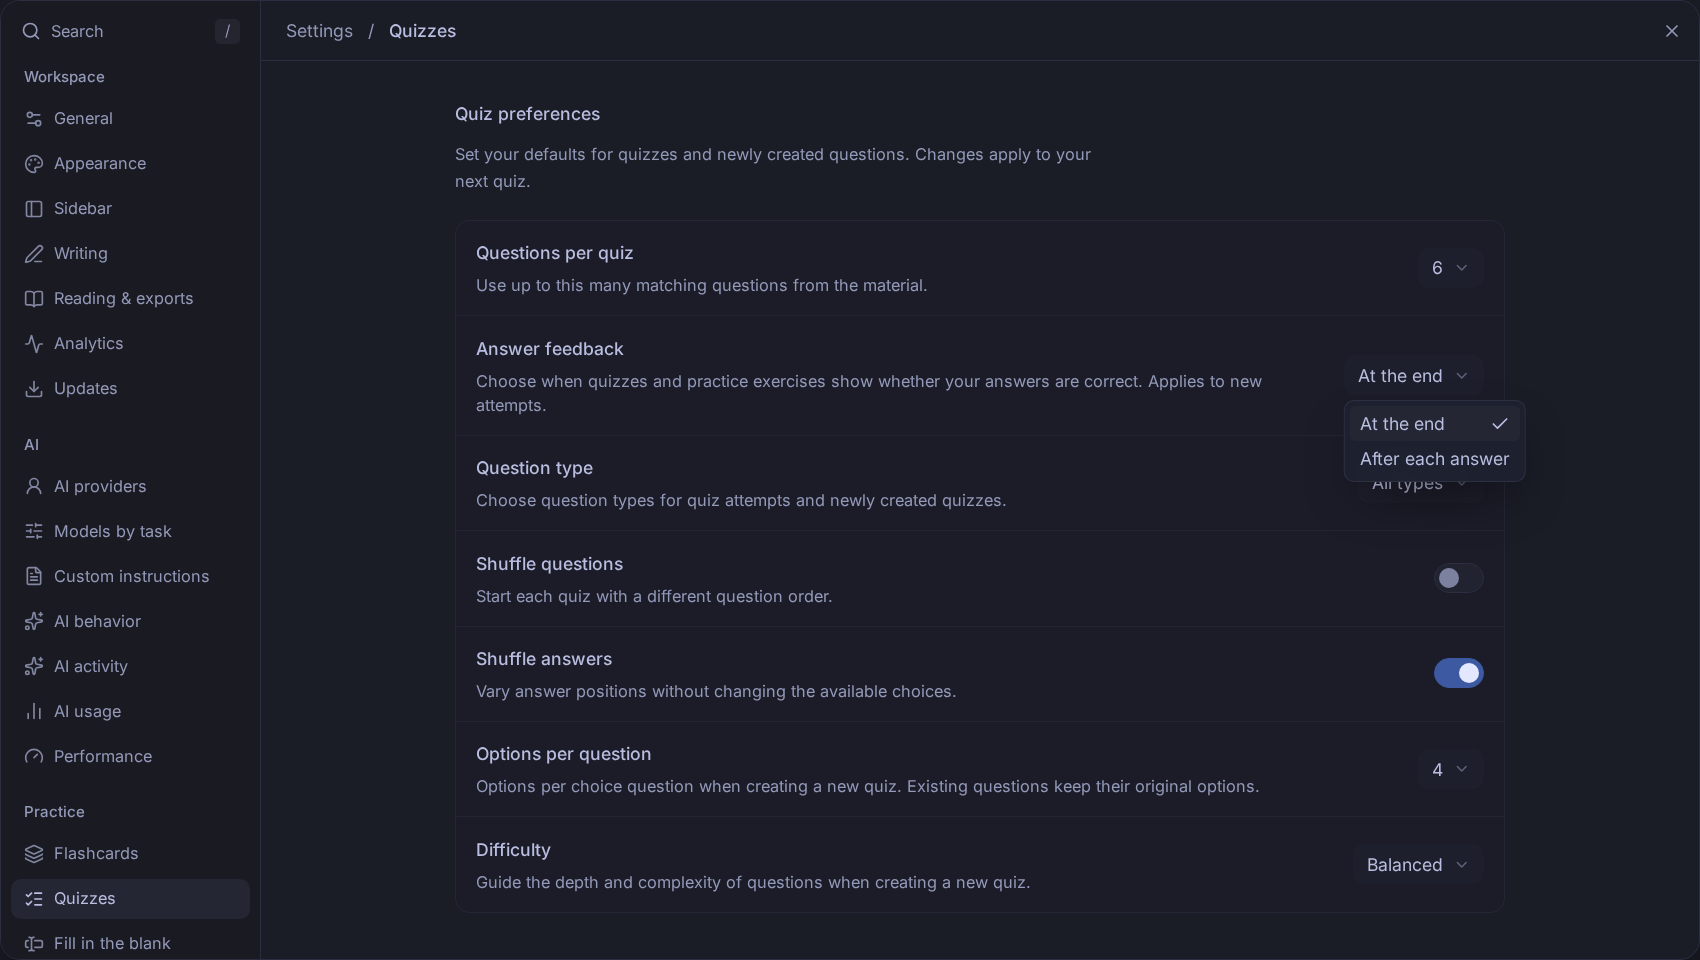 Search
/
Workspace
General
Appearance
Sidebar
Writing
Reading & exports
Analytics
Updates
AI
AI providers
Models by task
Custom instructions
AI behavior
AI activity
AI usage
Performance
Practice
Flashcards
Quizzes
Fill in the blank
Settings / Quizzes
Quiz preferences
Set your defaults for quizzes and newly created questions. Changes apply to your
next quiz.
Questions per quiz
Use up to this many matching questions from the material.
6
Answer feedback
Choose when quizzes and practice exercises show whether your answers are correct. Applies to new
attempts.
At the end
At the end
After each answer
Question type
Choose question types for quiz attempts and newly created quizzes.
All types
Shuffle questions
Start each quiz with a different question order.
Shuffle answers
Vary answer positions without changing the available choices.
Options per question
Options per choice question when creating a new quiz. Existing questions keep their original options.
4
Difficulty
Guide the depth and complexity of questions when creating a new quiz.
Balanced